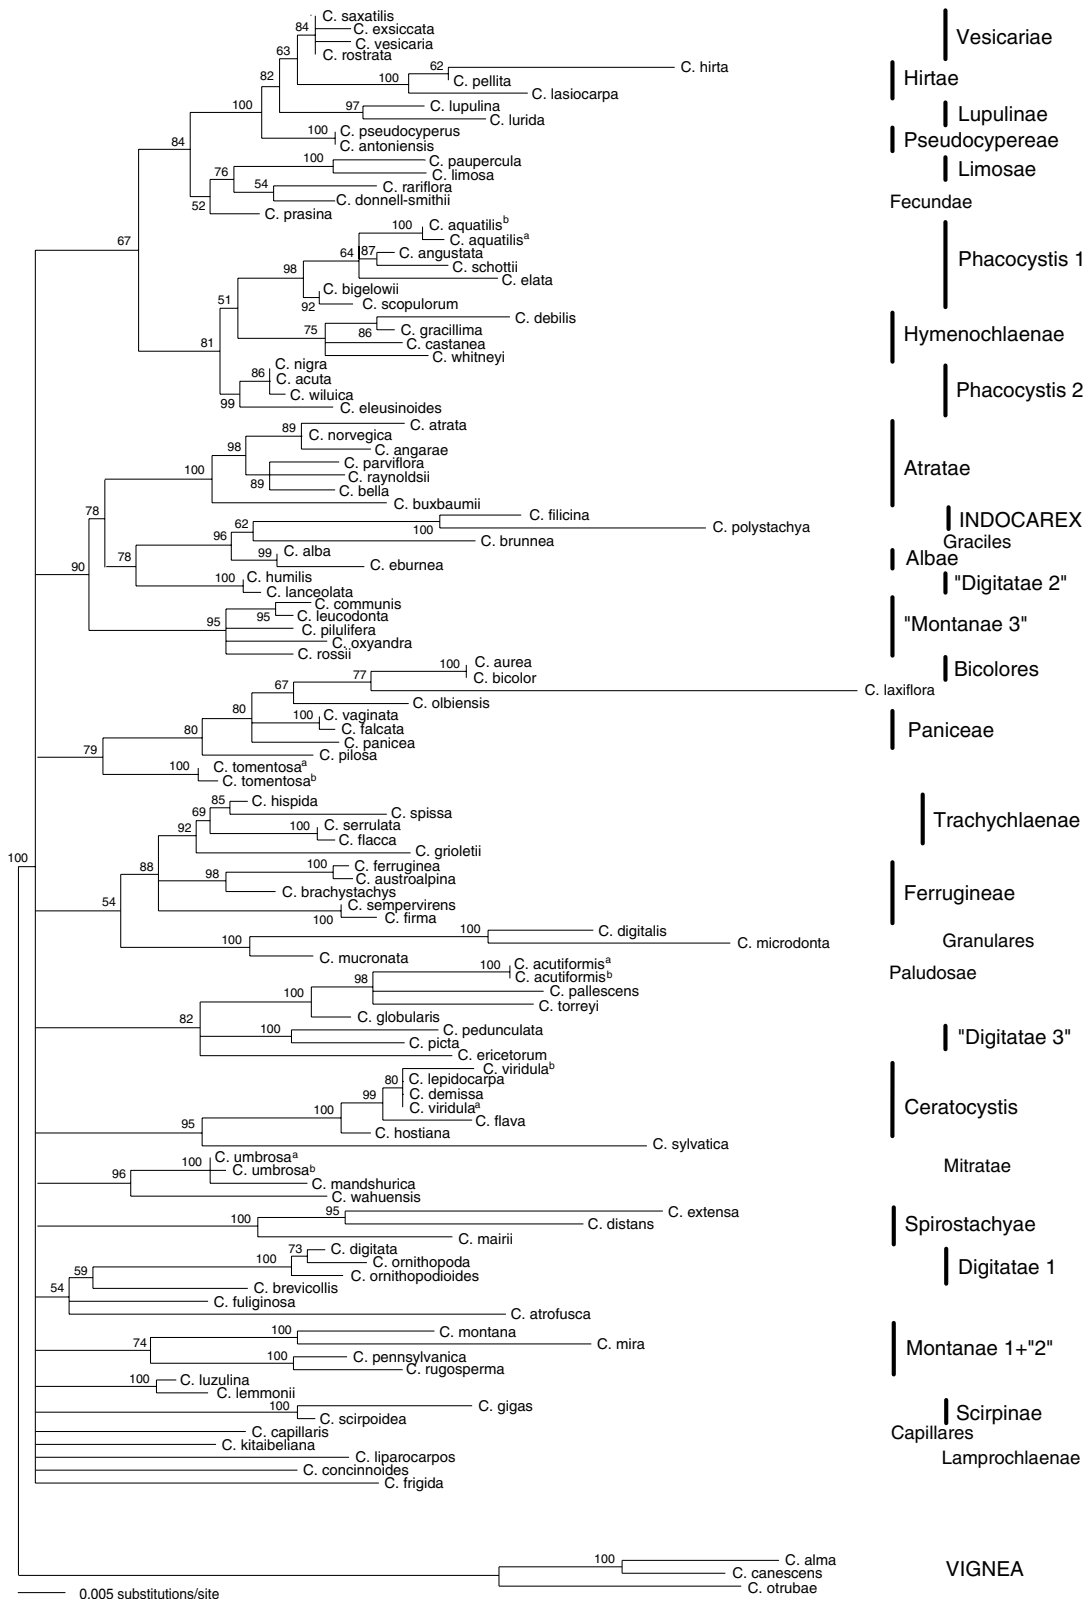 C. saxatilis
84
C. exsiccata
Vesicariae
C. vesicaria
63
C. rostrata
62
C. hirta
82
100
C. pellita
Hirtae
C. lasiocarpa
100
97
C. lupulina
Lupulinae
C. lurida
100
C. pseudocyperus
Pseudocypereae
84
C. antoniensis
100
C. paupercula
76
C. limosa
Limosae
54
C. rariflora
C. donnell-smithii
Fecundae
52
C. prasina
100
C. aquatilisᵇ
67
C. aquatilisᵃ
64
87
C. angustata
Phacocystis 1
98
C. schottii
C. elata
C. bigelowii
51
92
C. scopulorum
C. debilis
75
86
C. gracillima
Hymenochlaenae
81
C. castanea
C. whitneyi
C. nigra
86
C. acuta
Phacocystis 2
C. wiluica
99
C. eleusinoides
89
C. atrata
C. norvegica
98
C. angarae
100
C. parviflora
Atratae
C. raynoldsii
89
C. bella
C. buxbaumii
78
C. filicina
INDOCAREX
62
100
C. polystachya
96
C. brunnea
Graciles
78
99
C. alba
Albae
90
C. eburnea
100
C. humilis
"Digitatae 2"
C. lanceolata
C. communis
95
95
C. leucodonta
C. pilulifera
"Montanae 3"
C. oxyandra
C. rossii
100
C. aurea
77
C. bicolor
Bicolores
67
C. laxiflora
C. olbiensis
80
100
C. vaginata
80
C. falcata
Paniceae
79
C. panicea
C. pilosa
100
C. tomentosaᵃ
C. tomentosaᵇ
85
C. hispida
69
C. spissa
92
100
C. serrulata
Trachychlaenae
C. flacca
C. grioletii
100
88
100
C. ferruginea
98
C. austroalpina
C. brachystachys
Ferrugineae
54
C. sempervirens
100
C. firma
100
C. digitalis
100
C. microdonta
Granulares
C. mucronata
100
C. acutiformisᵃ
Paludosae
98
C. acutiformisᵇ
100
C. pallescens
C. torreyi
82
C. globularis
100
C. pedunculata
"Digitatae 3"
C. picta
C. ericetorum
C. viridulaᵇ
80
C. lepidocarpa
99
C. demissa
Ceratocystis
100
C. viridulaᵃ
C. flava
95
C. hostiana
C. sylvatica
C. umbrosaᵃ
100
C. umbrosaᵇ
Mitratae
96
C. mandshurica
C. wahuensis
95
C. extensa
100
C. distans
Spirostachyae
C. mairii
73
C. digitata
100
C. ornithopoda
Digitatae 1
59
C. ornithopodioides
54
C. brevicollis
C. fuliginosa
C. atrofusca
100
C. montana
74
C. mira
Montanae 1+"2"
100
C. pennsylvanica
C. rugosperma
100
C. luzulina
C. lemmonii
100
C. gigas
Scirpinae
C. scirpoidea
C. capillaris
Capillares
C. kitaibeliana
C. liparocarpos
Lamprochlaenae
C. concinnoides
C. frigida
100
C. alma
C. canescens
VIGNEA
C. otrubae
0.005 substitutions/site